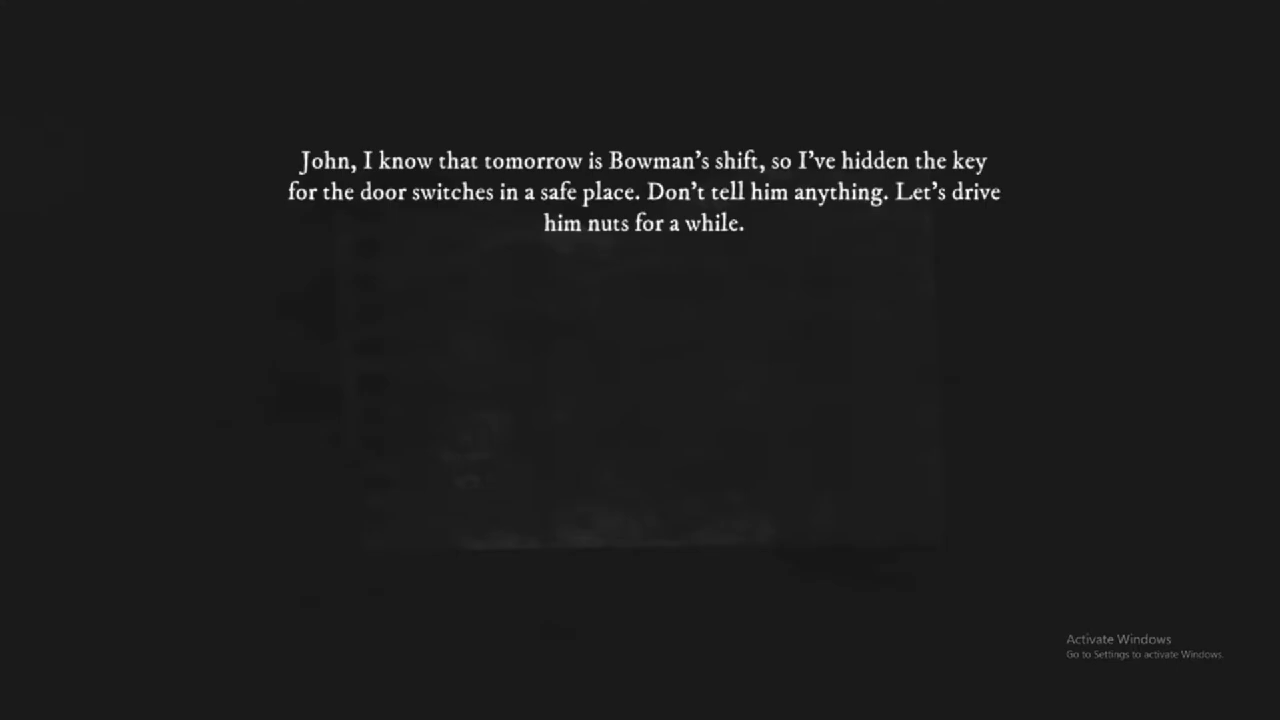 John, I know that tomorrow is Bowman's shift, so I've hidden the key
for the door switches in a safe place. Don't tell him anything. Let's drive
him nuts for a while.
Activate Windows
Go to Settings to activate Windows.